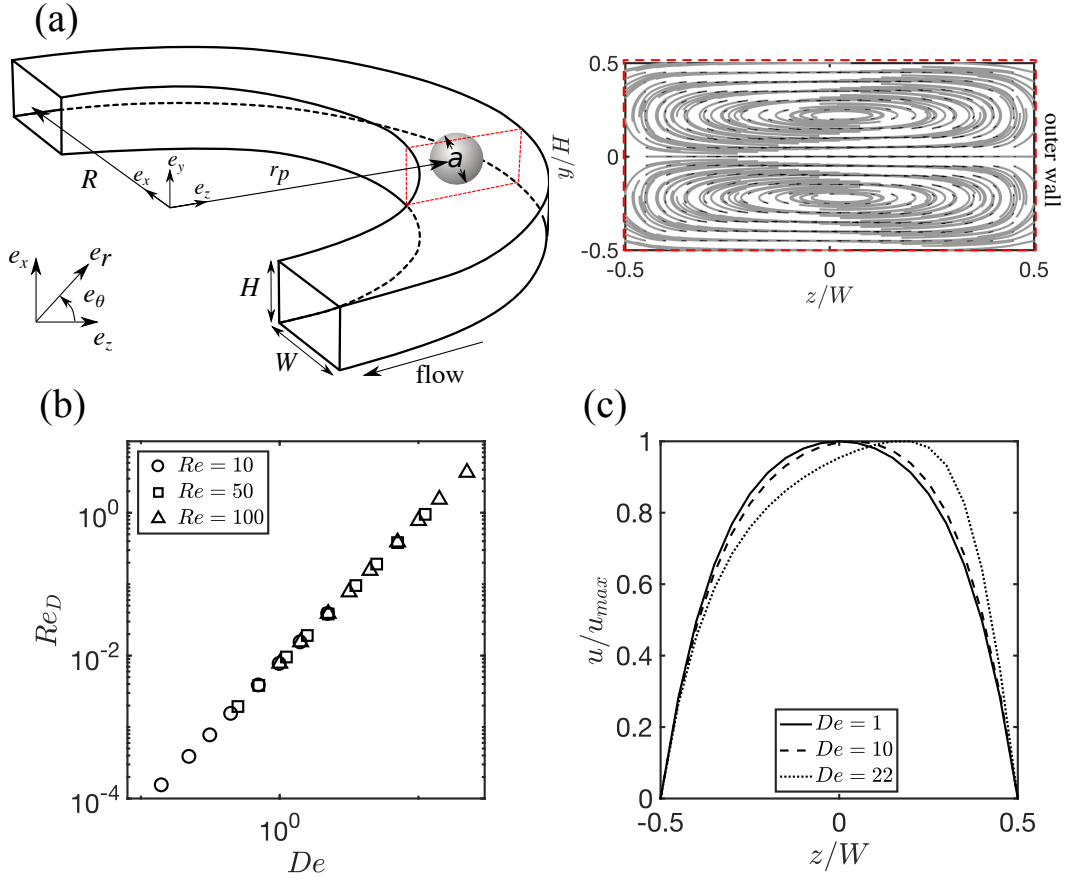 (a)
R
e_y
e_x
e_z
r_p
a
e_x
e_r
e_θ
e_z
H
W
flow
0.5
0
-0.5
y/H
-0.5
0
0.5
z/W
outer wall
(b)
Re = 10
Re = 50
Re = 100
10^0
10^-2
10^-4
Re_D
10^0
De
(c)
1
0.8
0.6
0.4
0.2
0
u/u_max
De = 1
De = 10
De = 22
-0.5
0
0.5
z/W